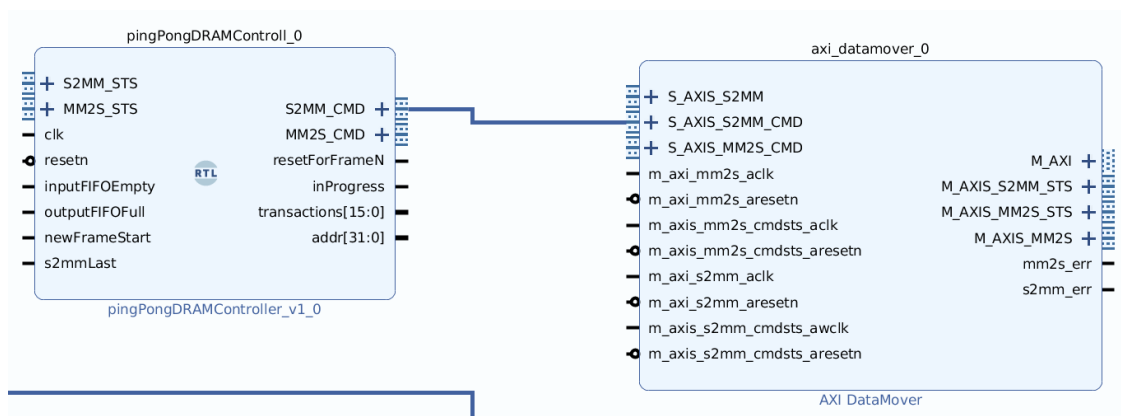 pingPongDRAMControll_0
S2MM_STS
MM2S_STS
clk
resetn
inputFIFOEmpty
outputFIFOFull
newFrameStart
s2mmLast
RTL
S2MM_CMD
MM2S_CMD
resetForFrameN
inProgress
transactions[15:0]
addr[31:0]
pingPongDRAMController_v1_0
axi_datamover_0
S_AXIS_S2MM
S_AXIS_S2MM_CMD
S_AXIS_MM2S_CMD
m_axi_mm2s_aclk
m_axi_mm2s_aresetn
m_axis_mm2s_cmdsts_aclk
m_axis_mm2s_cmdsts_aresetn
m_axi_s2mm_aclk
m_axi_s2mm_aresetn
m_axis_s2mm_cmdsts_awclk
m_axis_s2mm_cmdsts_aresetn
M_AXI
M_AXIS_S2MM_STS
M_AXIS_MM2S_STS
M_AXIS_MM2S
mm2s_err
s2mm_err
AXI DataMover